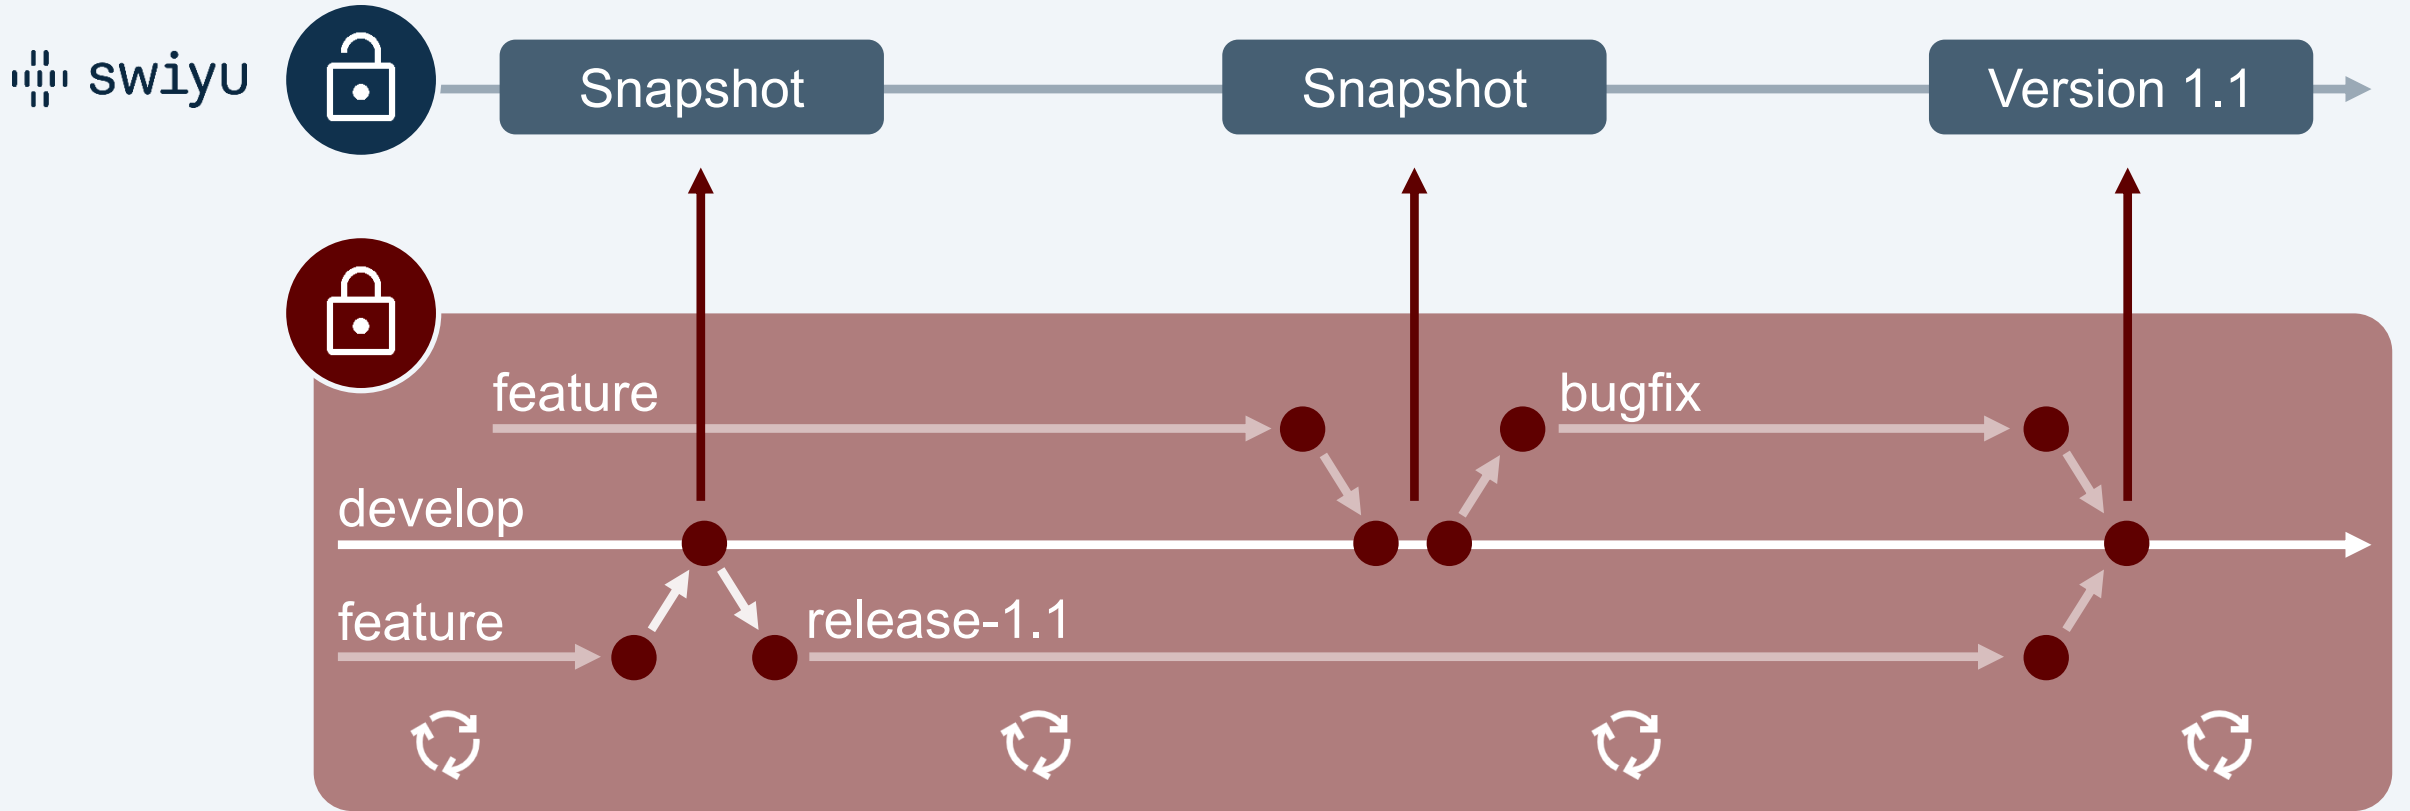 swiyu
Snapshot
Snapshot
Version 1.1
feature
bugfix
develop
feature
release-1.1